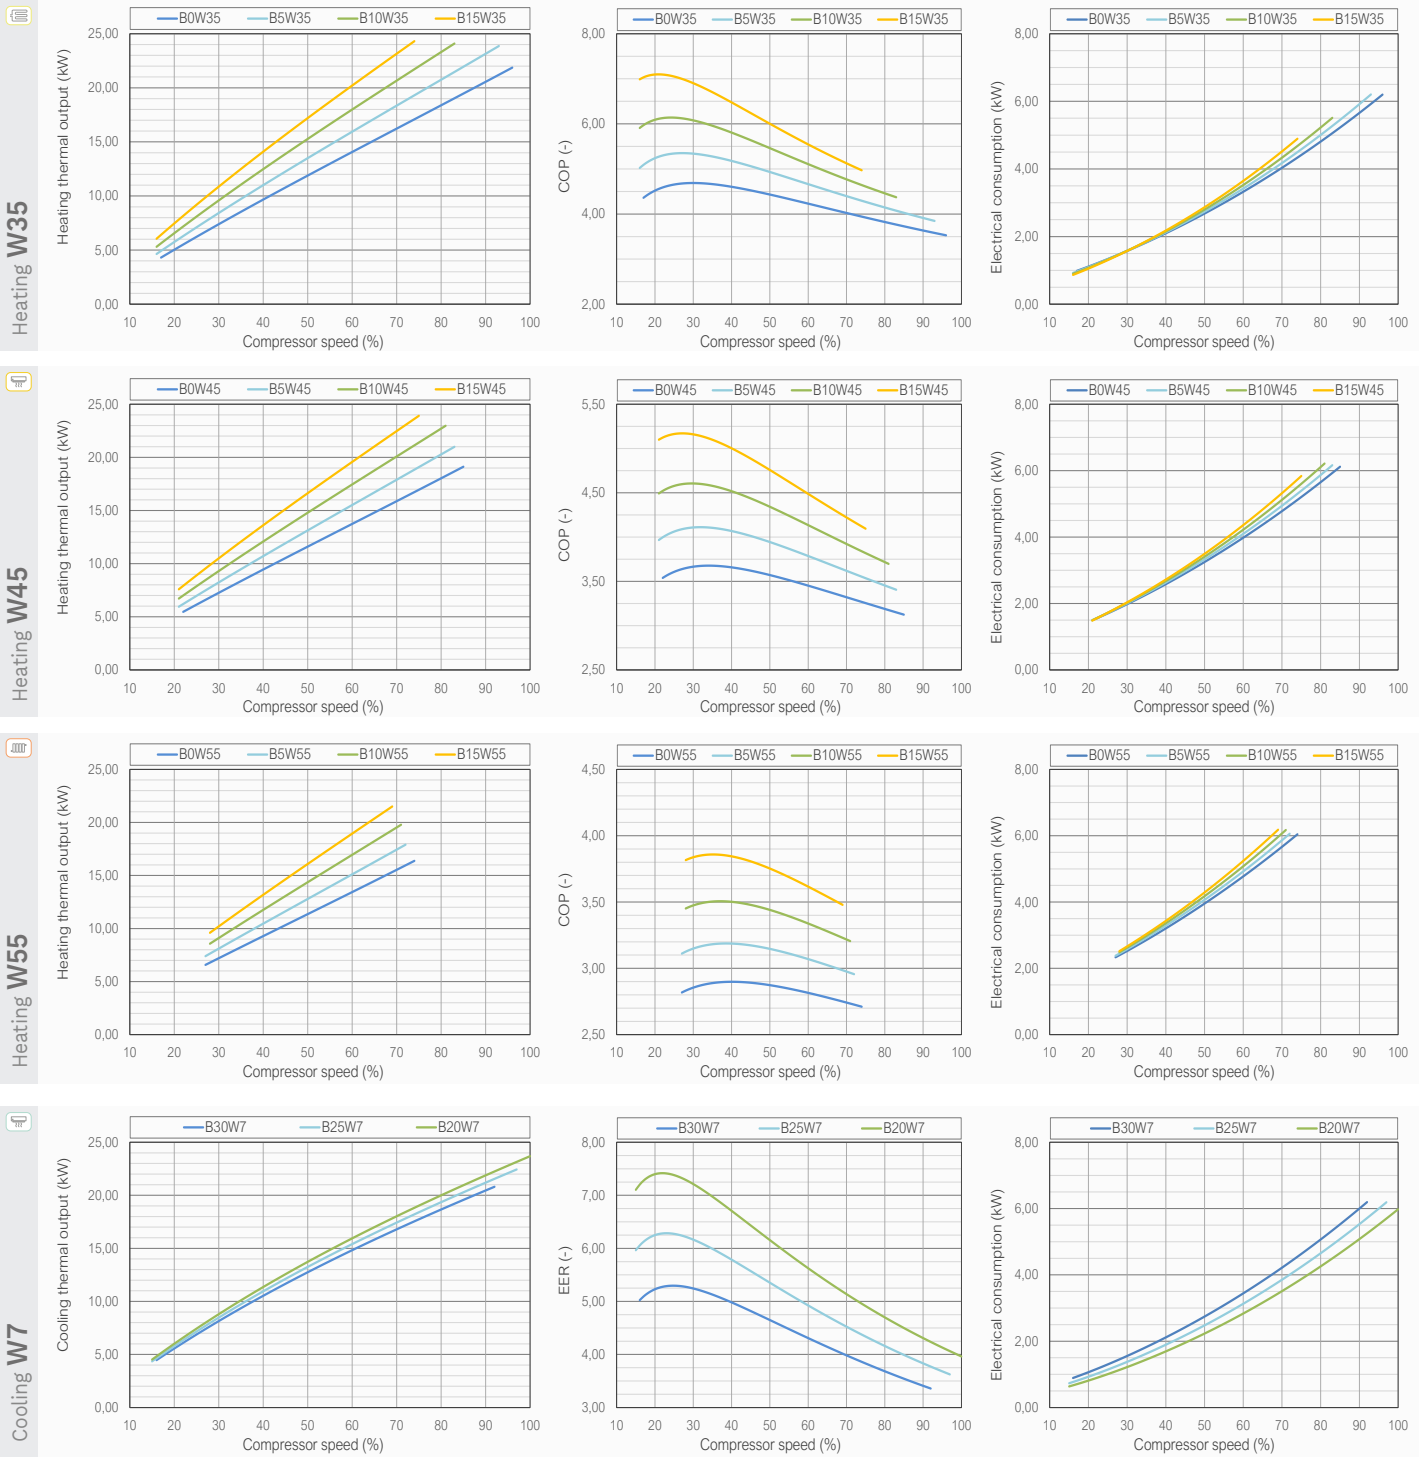 Heating W35
B0W35 B5W35 B10W35 B15W35
Heating thermal output (kW)
25,00
20,00
15,00
10,00
5,00
0,00
10 20 30 40 50 60 70 80 90 100
Compressor speed (%)
B0W35 B5W35 B10W35 B15W35
COP (-)
8,00
6,00
4,00
2,00
10 20 30 40 50 60 70 80 90 100
Compressor speed (%)
B0W35 B5W35 B10W35 B15W35
Electrical consumption (kW)
8,00
6,00
4,00
2,00
0,00
10 20 30 40 50 60 70 80 90 100
Compressor speed (%)
Heating W45
B0W45 B5W45 B10W45 B15W45
Heating thermal output (kW)
25,00
20,00
15,00
10,00
5,00
0,00
10 20 30 40 50 60 70 80 90 100
Compressor speed (%)
B0W45 B5W45 B10W45 B15W45
COP (-)
5,50
4,50
3,50
2,50
10 20 30 40 50 60 70 80 90 100
Compressor speed (%)
B0W45 B5W45 B10W45 B15W45
Electrical consumption (kW)
8,00
6,00
4,00
2,00
0,00
10 20 30 40 50 60 70 80 90 100
Compressor speed (%)
Heating W55
B0W55 B5W55 B10W55 B15W55
Heating thermal output (kW)
25,00
20,00
15,00
10,00
5,00
0,00
10 20 30 40 50 60 70 80 90 100
Compressor speed (%)
B0W55 B5W55 B10W55 B15W55
COP (-)
4,50
4,00
3,50
3,00
2,50
10 20 30 40 50 60 70 80 90 100
Compressor speed (%)
B0W55 B5W55 B10W55 B15W55
Electrical consumption (kW)
8,00
6,00
4,00
2,00
0,00
10 20 30 40 50 60 70 80 90 100
Compressor speed (%)
Cooling W7
B30W7 B25W7 B20W7
Cooling thermal output (kW)
25,00
20,00
15,00
10,00
5,00
0,00
10 20 30 40 50 60 70 80 90 100
Compressor speed (%)
B30W7 B25W7 B20W7
EER (-)
8,00
7,00
6,00
5,00
4,00
3,00
10 20 30 40 50 60 70 80 90 100
Compressor speed (%)
B30W7 B25W7 B20W7
Electrical consumption (kW)
8,00
6,00
4,00
2,00
0,00
10 20 30 40 50 60 70 80 90 100
Compressor speed (%)